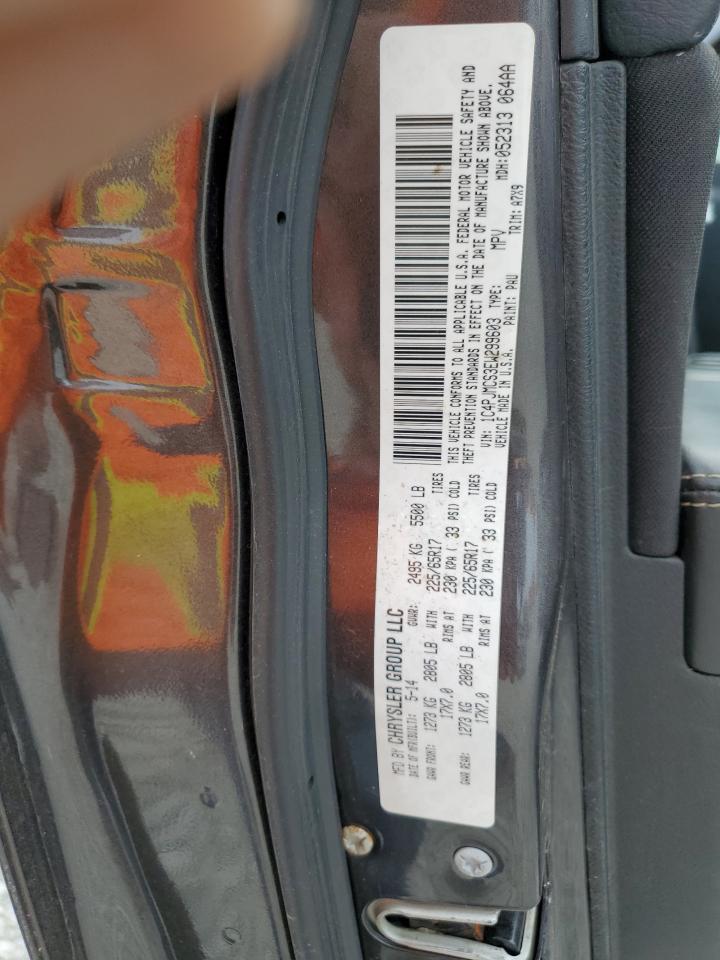 MFD BY CHRYSLER GROUP LLC
DATE OF MFR(BUILT): 5-14 GVWR: 2495 KG 5500 LB
GAWR FRONT: 1273 KG 2805 LB WITH 225/65R17 TIRES
17X7.0 RIMS AT 230 KPA ( 33 PSI) COLD
GAWR REAR: 1273 KG 2805 LB WITH 225/65R17 TIRES
17X7.0 RIMS AT 230 KPA ( 33 PSI) COLD
THIS VEHICLE CONFORMS TO ALL APPLICABLE U.S.A. FEDERAL MOTOR VEHICLE SAFETY AND
THEFT PREVENTION STANDARDS IN EFFECT ON THE DATE OF MANUFACTURE SHOWN ABOVE.
VIN: 1C4PJMCS3EW299603 TYPE: MPV MDH:052313 064AA
VEHICLE MADE IN U.S.A. PAINT: PAU TRIM: A7X9